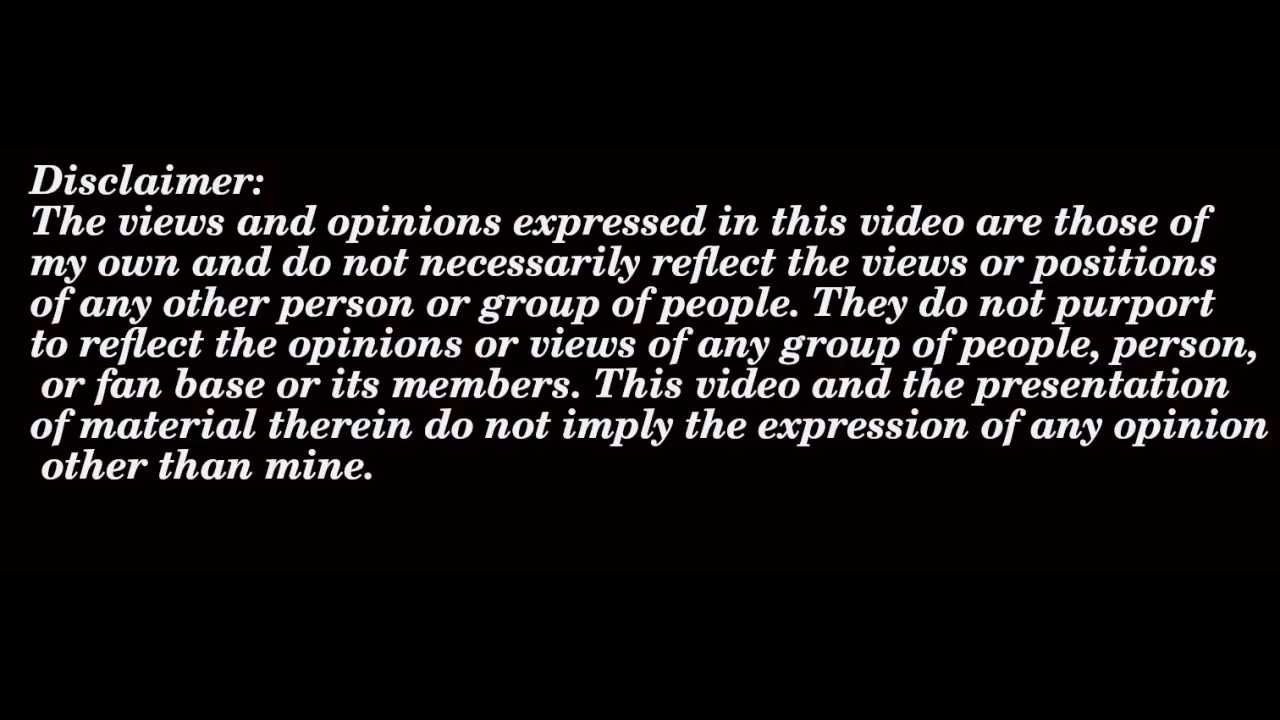 Disclaimer:
The views and opinions expressed in this video are those of
my own and do not necessarily reflect the views or positions
of any other person or group of people. They do not purport
to reflect the opinions or views of any group of people, person,
or fan base or its members. This video and the presentation
of material therein do not imply the expression of any opinion
other than mine.